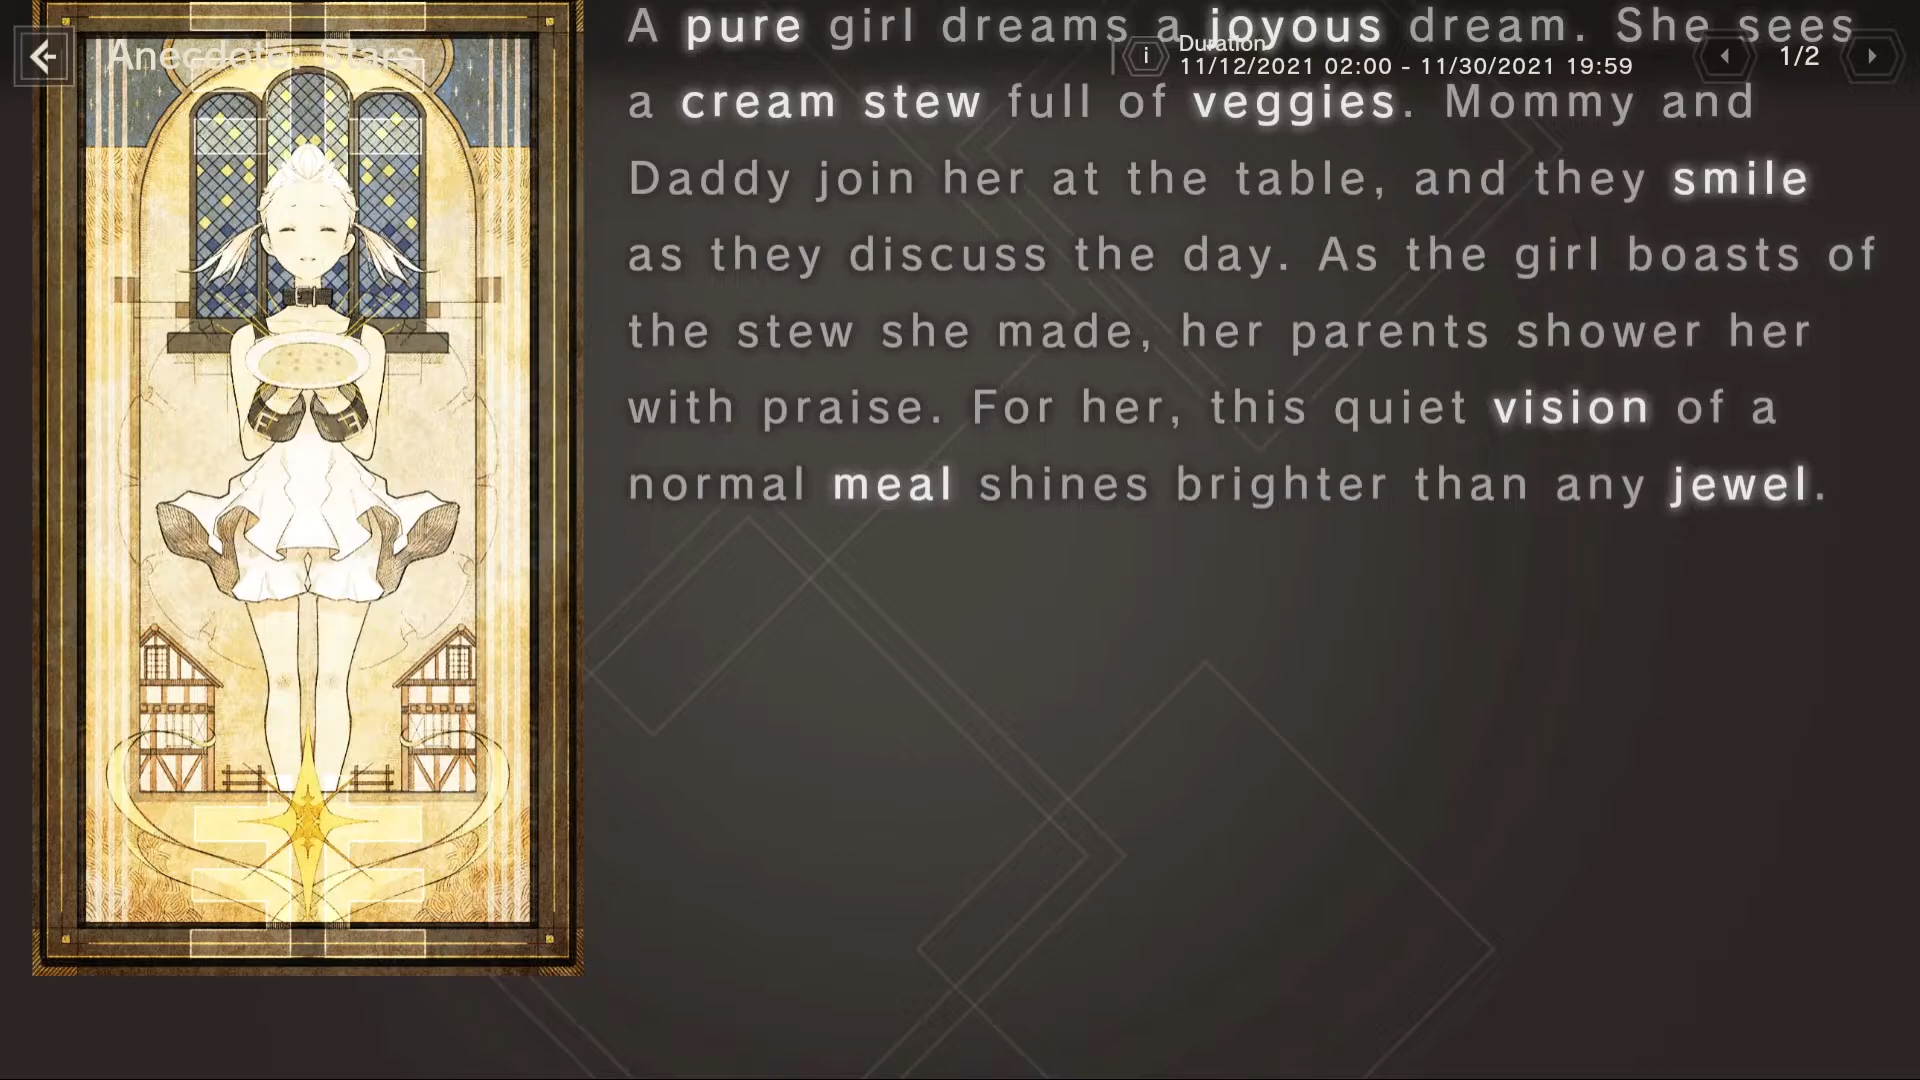 Anecdote: Stars
Duration
11/12/2021 02:00 - 11/30/2021 19:59
1/2
A pure girl dreams a joyous dream. She sees
a cream stew full of veggies. Mommy and
Daddy join her at the table, and they smile
as they discuss the day. As the girl boasts of
the stew she made, her parents shower her
with praise. For her, this quiet vision of a
normal meal shines brighter than any jewel.